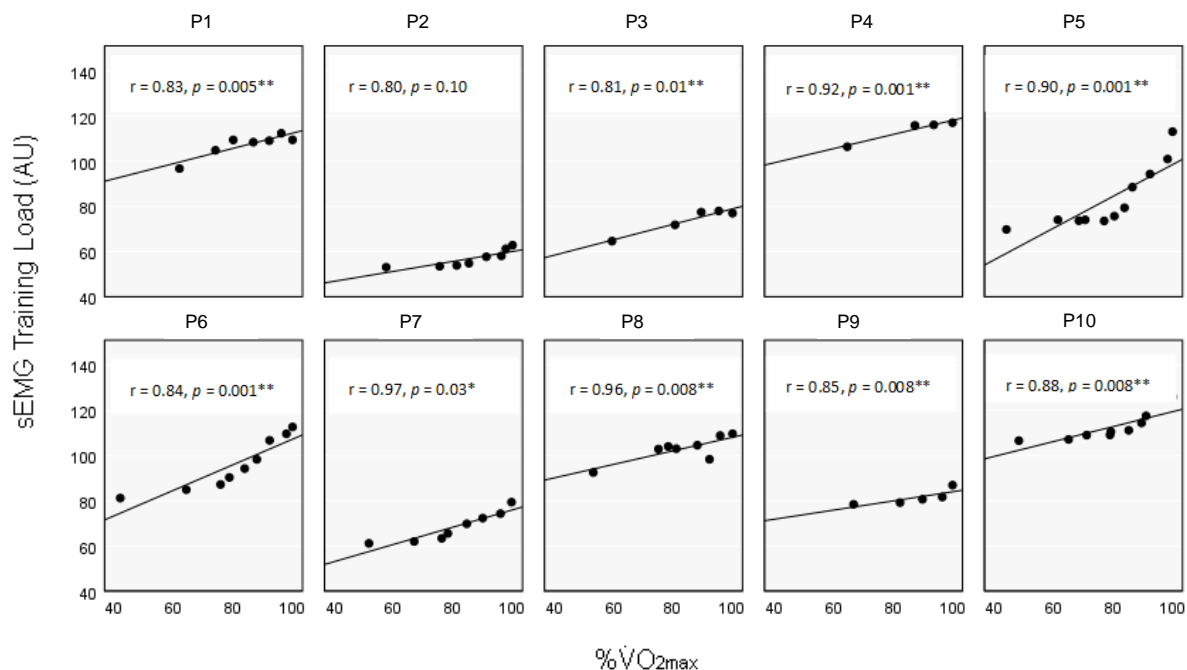 P1 P2 P3 P4 P5
r = 0.83, p = 0.005** r = 0.80, p = 0.10 r = 0.81, p = 0.01** r = 0.92, p = 0.001** r = 0.90, p = 0.001**
140
120
100
80
60
40
P6 P7 P8 P9 P10
r = 0.84, p = 0.001** r = 0.97, p = 0.03* r = 0.96, p = 0.008** r = 0.85, p = 0.008** r = 0.88, p = 0.008**
140
120
100
80
60
40
40 60 80 100 40 60 80 100 40 60 80 100 40 60 80 100 40 60 80 100
sEMG Training Load (AU)
%V̇O2max